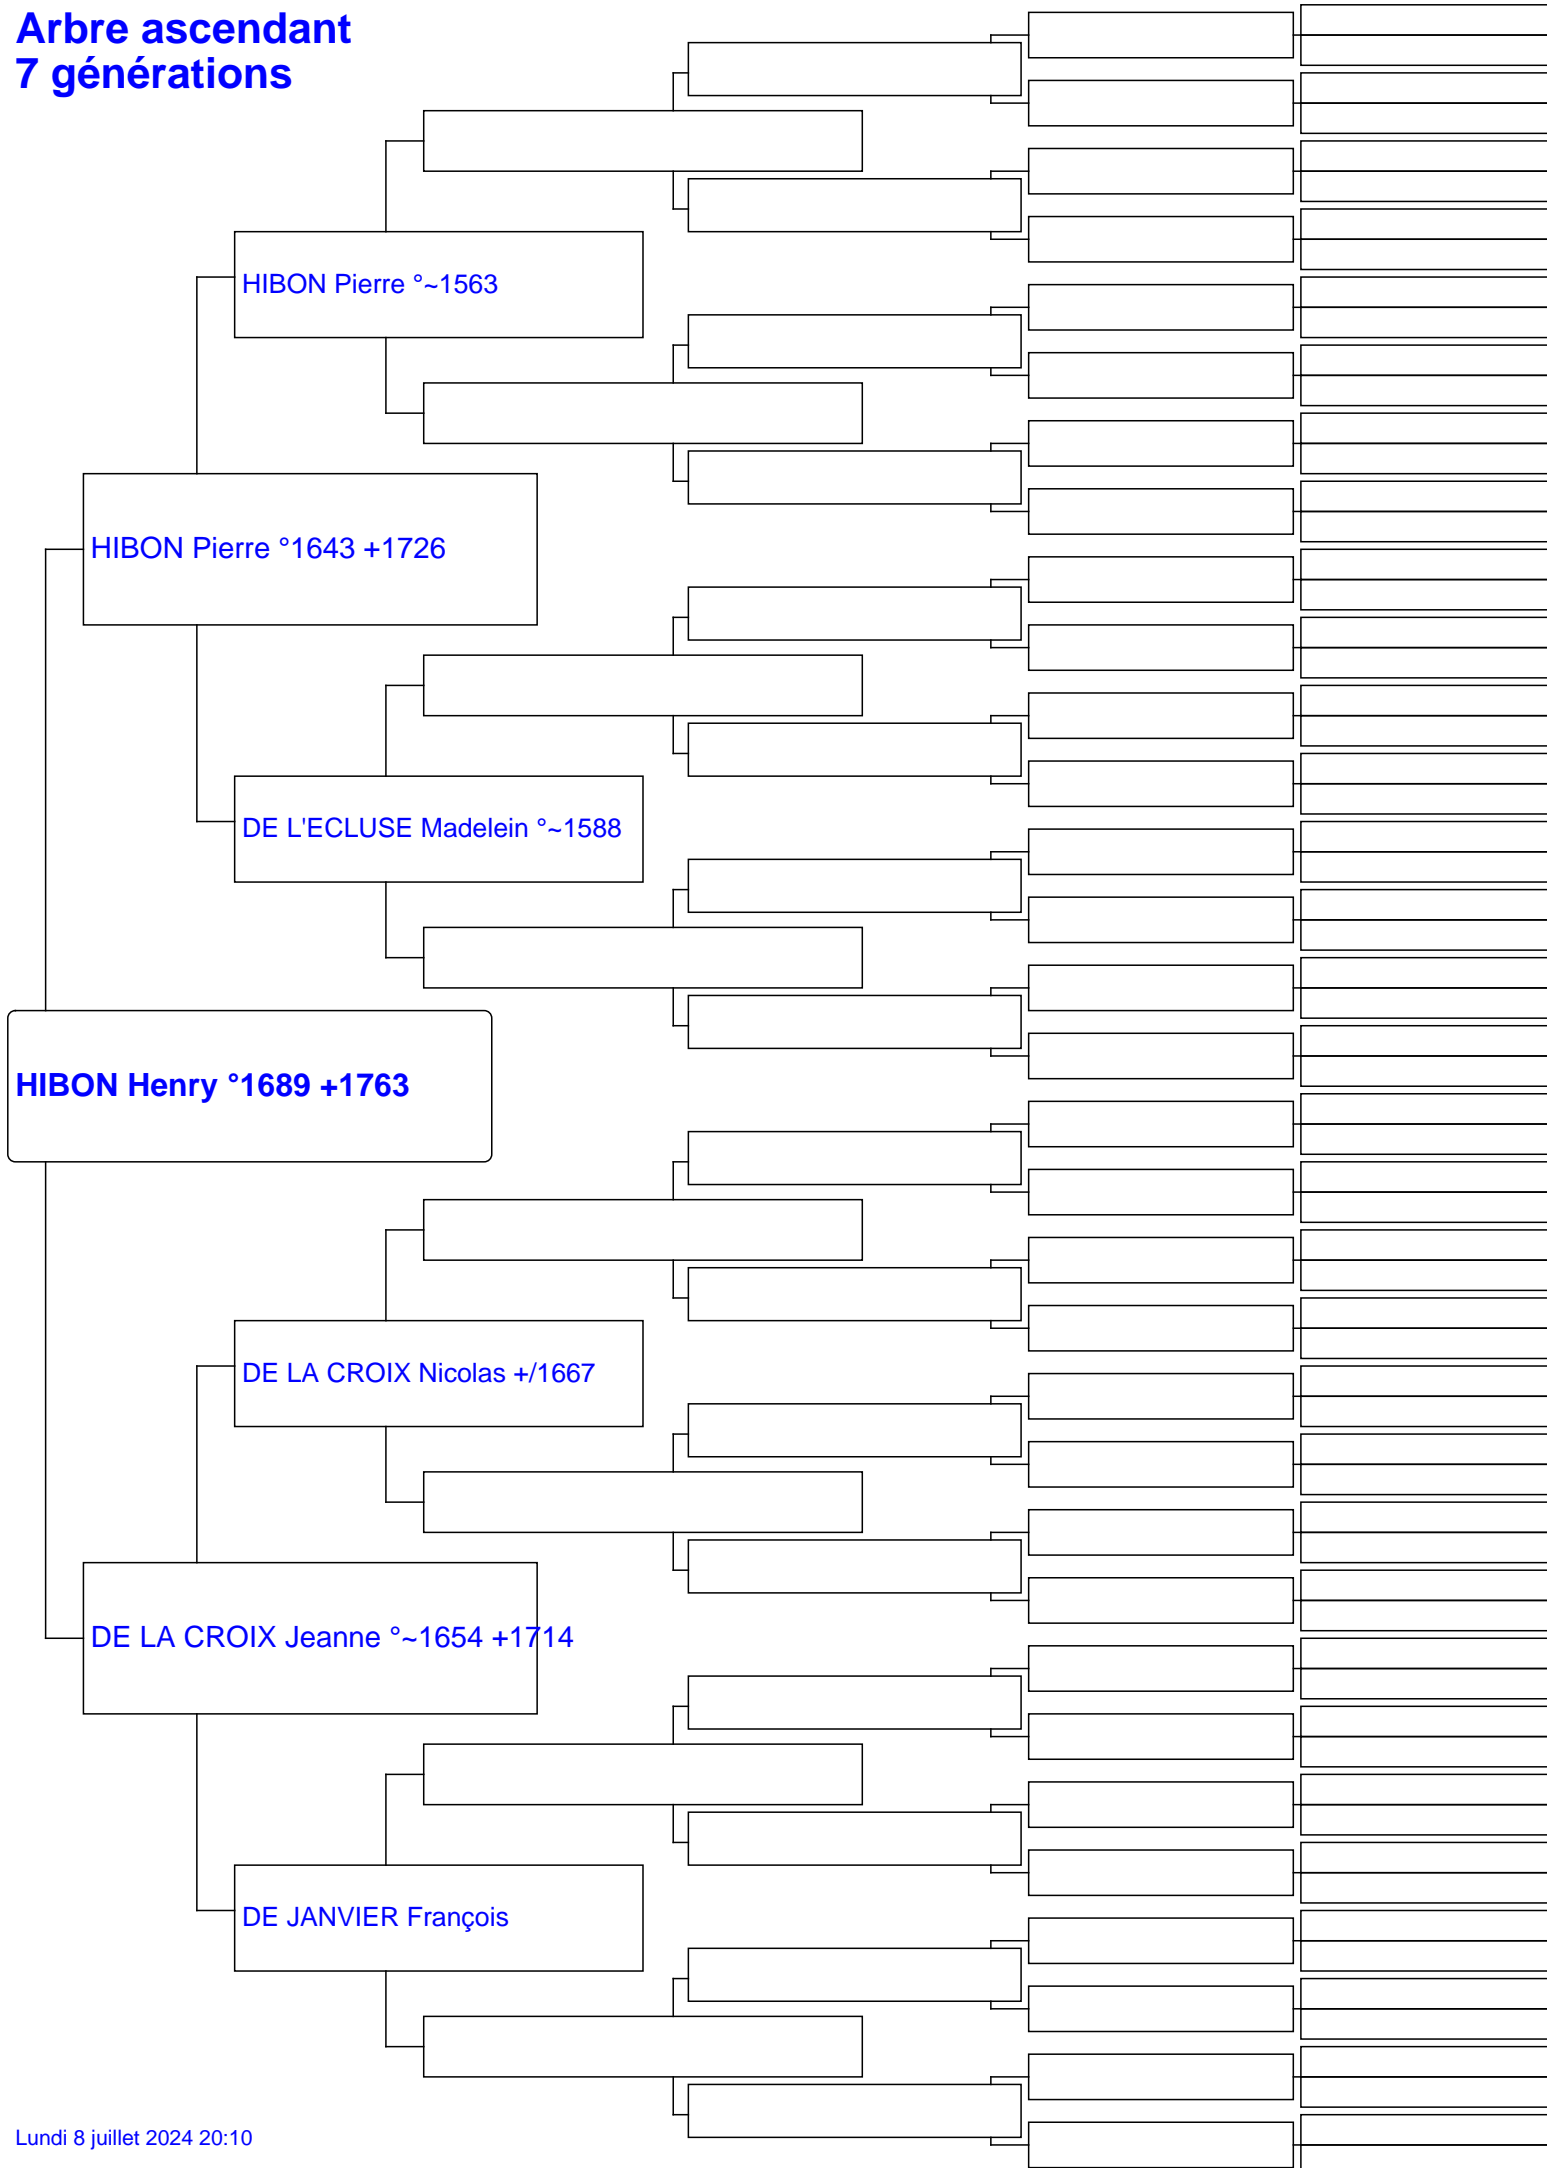 Arbre ascendant
7 générations
HIBON Pierre °~1563
HIBON Pierre °1643 +1726
DE L'ECLUSE Madelein °~1588
HIBON Henry °1689 +1763
DE LA CROIX Nicolas +/1667
DE LA CROIX Jeanne °~1654 +1714
DE JANVIER François
Lundi 8 juillet 2024 20:10